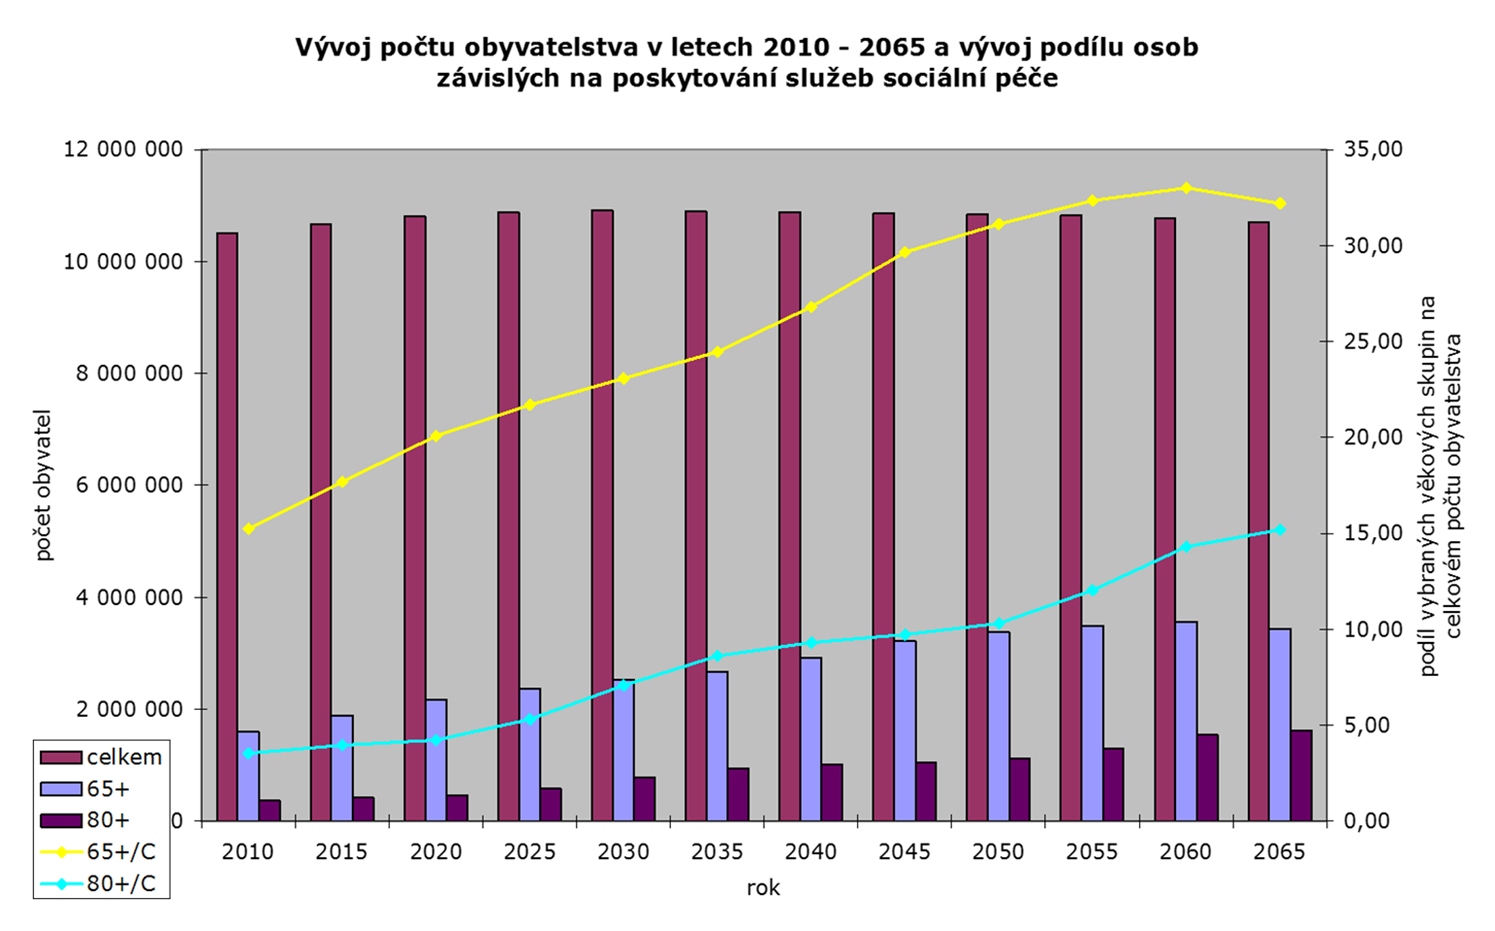 Vývoj počtu obyvatelstva v letech 2010 - 2065 a vývoj podílu osob
závislých na poskytování služeb sociální péče
12 000 000
10 000 000
8 000 000
6 000 000
4 000 000
2 000 000
0
počet obyvatel
35,00
30,00
25,00
20,00
15,00
10,00
5,00
0,00
podíl vybraných věkových skupin na
celkovém počtu obyvatelstva
2010 2015 2020 2025 2030 2035 2040 2045 2050 2055 2060 2065
rok
celkem
65+
80+
65+/C
80+/C